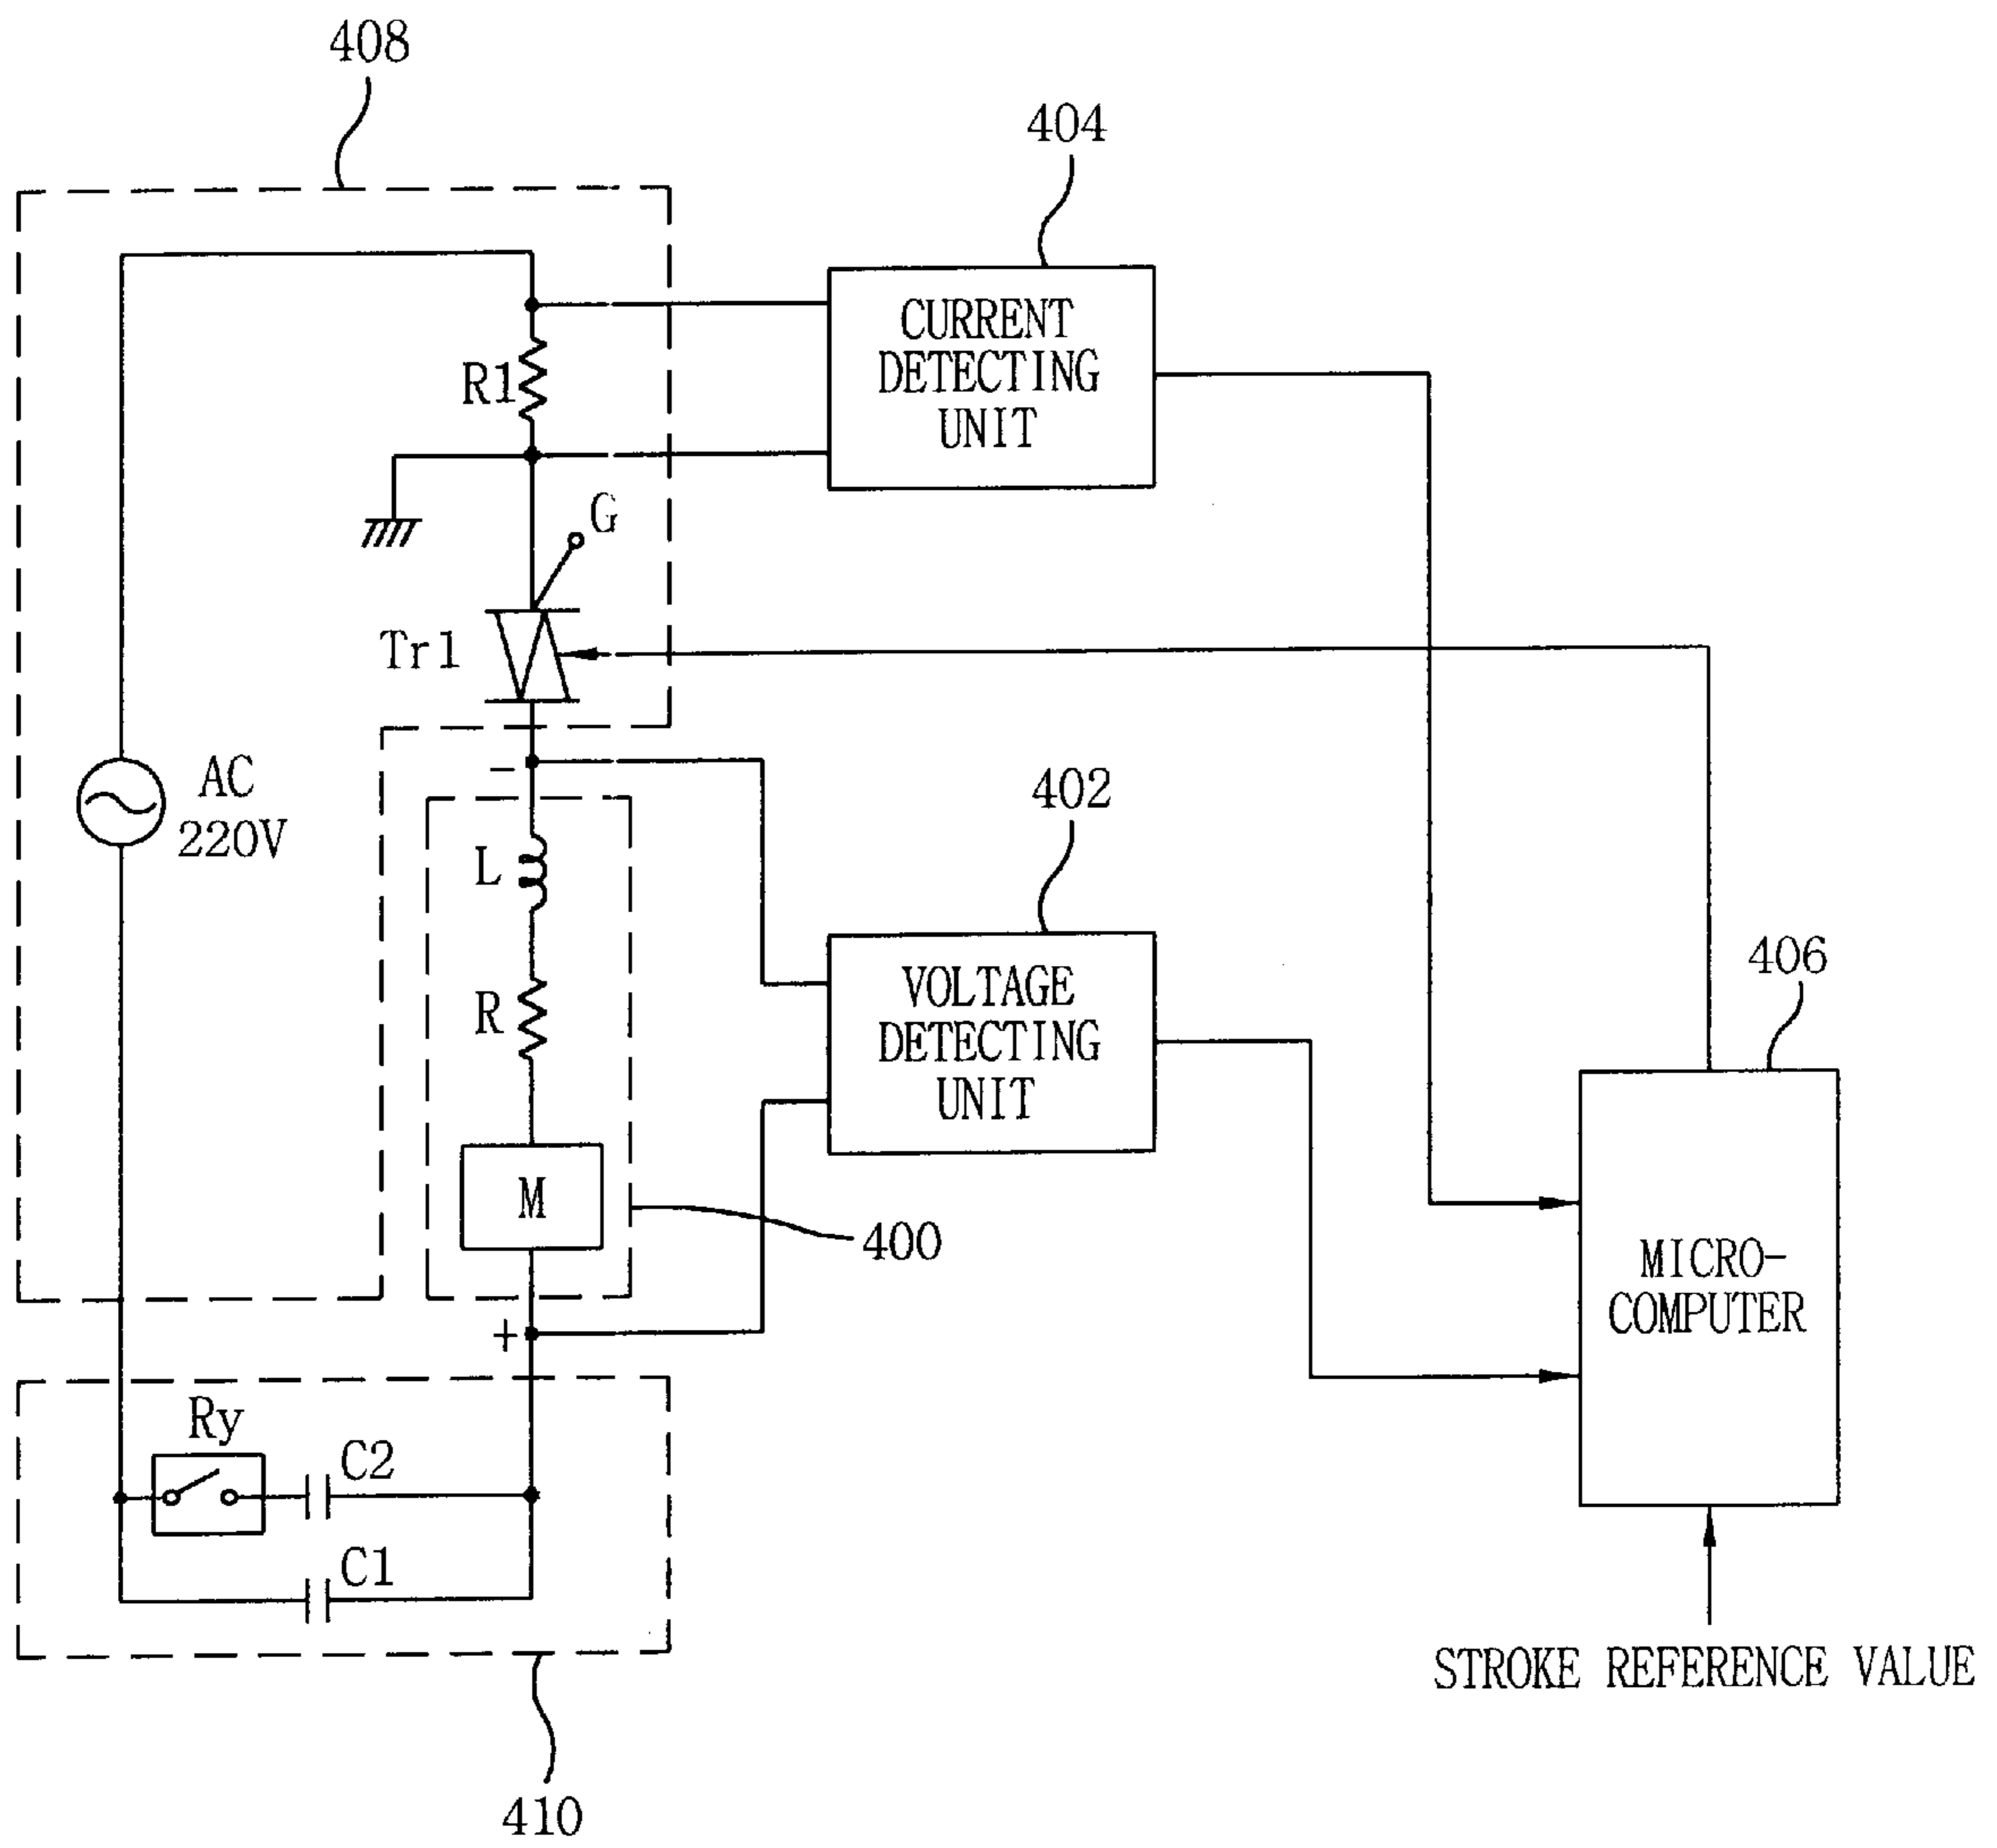 408
404
CURRENT
DETECTING
UNIT
R1
G
Tr1
AC
220V
-
402
L
VOLTAGE
DETECTING
UNIT
406
R
M
400
MICRO-
COMPUTER
+
Ry
C2
C1
STROKE REFERENCE VALUE
410